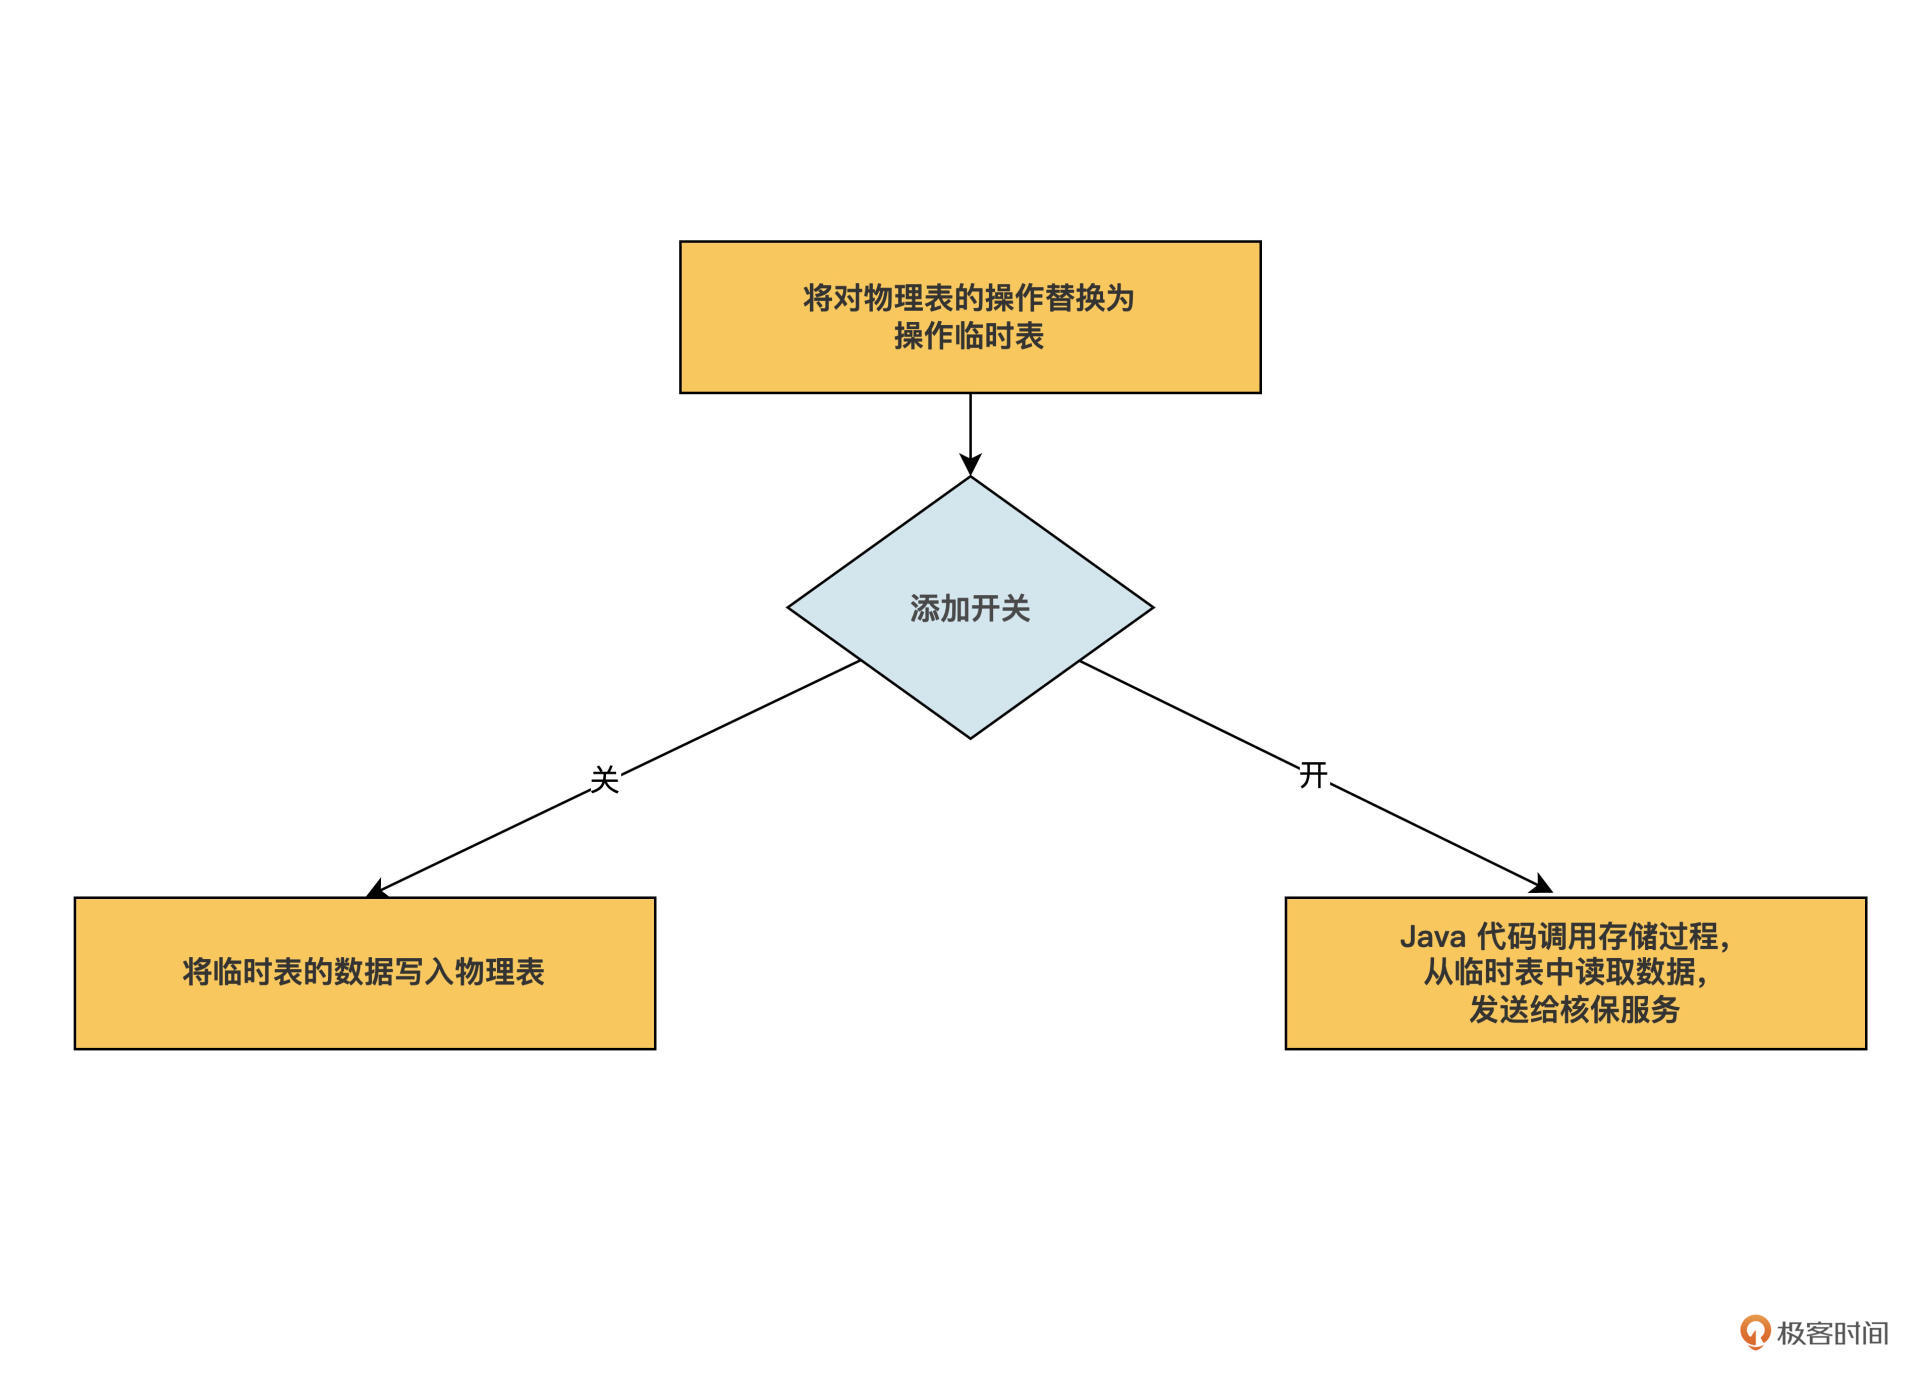 将对物理表的操作替换为
操作临时表
添加开关
关
开
将临时表的数据写入物理表
Java 代码调用存储过程，
从临时表中读取数据，
发送给核保服务
极客时间